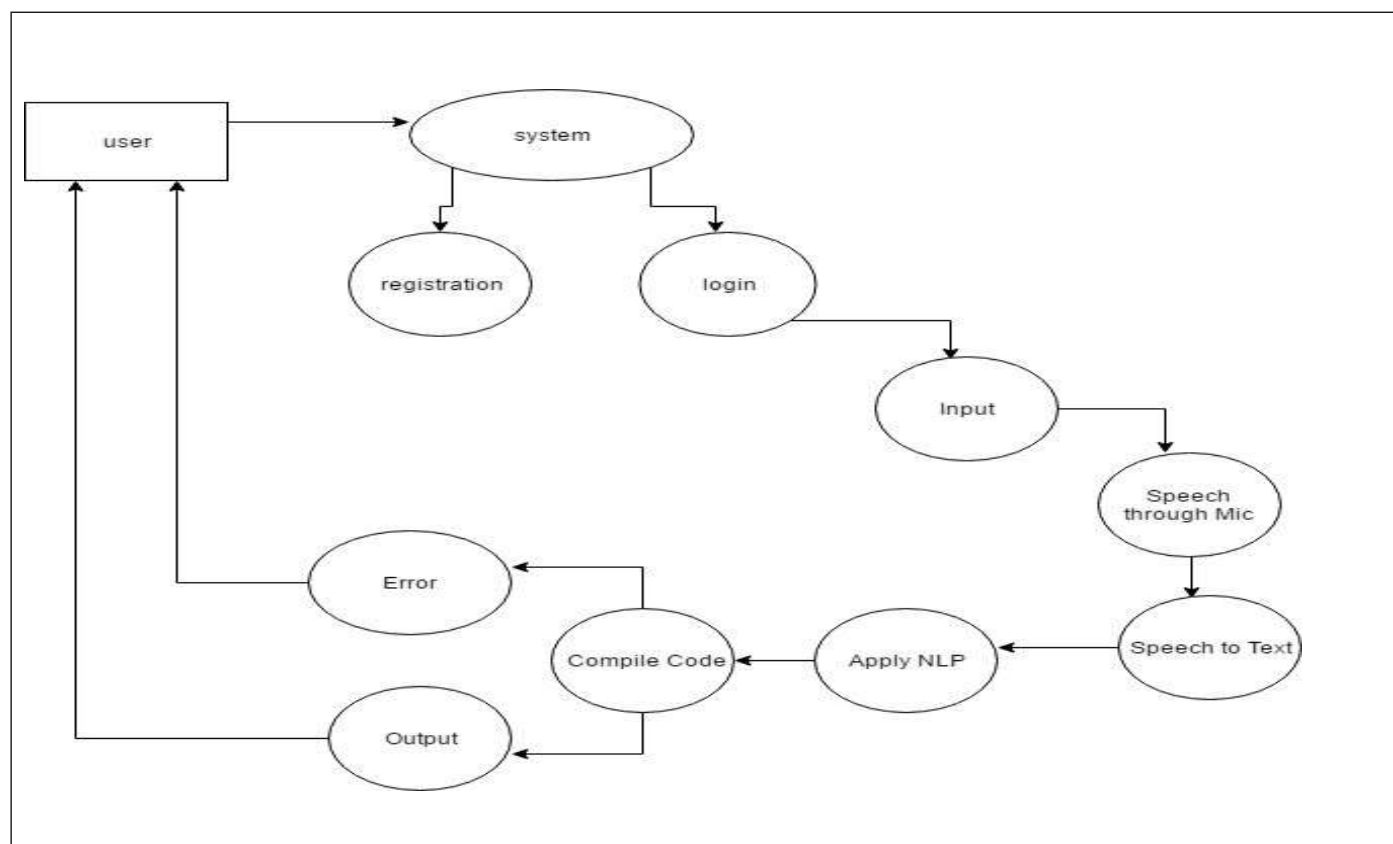 user
system
registration
login
Input
Speech
through Mic
Error
Speech to Text
Apply NLP
Compile Code
Output